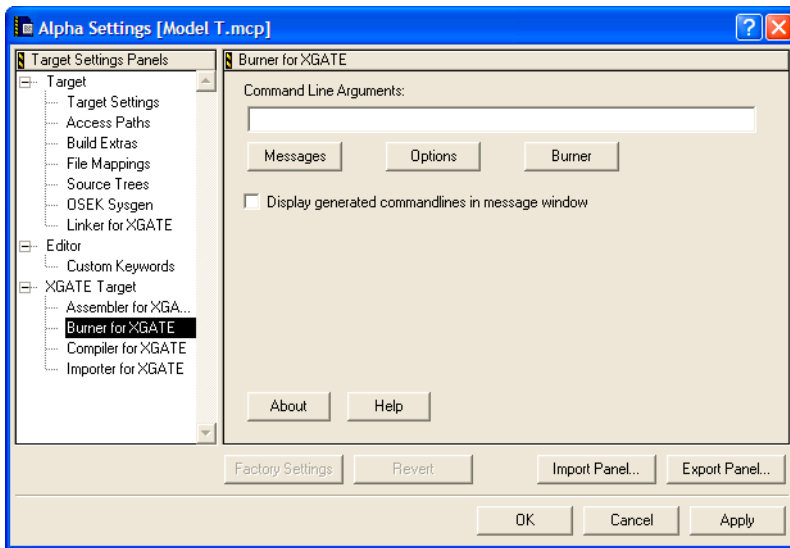 Alpha Settings [Model T.mcp]
Target Settings Panels
Target
Target Settings
Access Paths
Build Extras
File Mappings
Source Trees
OSEK Sysgen
Linker for XGATE
Editor
Custom Keywords
XGATE Target
Assembler for XGA...
Burner for XGATE
Compiler for XGATE
Importer for XGATE
Burner for XGATE
Command Line Arguments:
Messages Options Burner
Display generated commandlines in message window
About Help
Factory Settings Revert Import Panel... Export Panel...
OK Cancel Apply